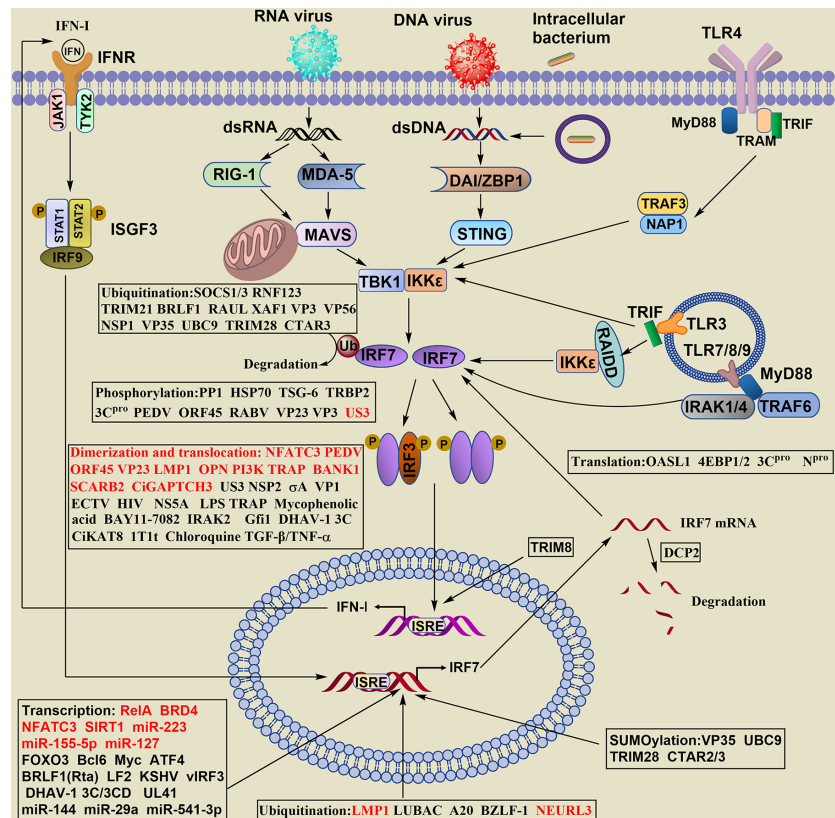 IFN-I
RNA virus
DNA virus
Intracellular
bacterium
TLR4
IFN
IFNR
JAK1
TYK2
dsRNA
dsDNA
MyD88
TRIF
TRAM
RIG-1
MDA-5
DAI/ZBP1
P
STAT1
STAT2
P
ISGF3
IRF9
MAVS
STING
TRAF3
NAP1
TBK1
IKKε
Ubiquitination:SOCS1/3 RNF123
TRIM21 BRLF1 RAUL XAF1 VP3 VP56
NSP1 VP35 UBC9 TRIM28 CTAR3
TRIF
TLR3
TLR7/8/9
Ub
IRF7
IRF7
IKKε
RAIDD
MyD88
Degradation
IRAK1/4
TRAF6
Phosphorylation:PP1 HSP70 TSG-6 TRBP2
3Cpro PEDV ORF45 RABV VP23 VP3 US3
P
IRF3
P
P
P
Dimerization and translocation: NFATC3 PEDV
ORF45 VP23 LMP1 OPN PI3K TRAP BANK1
SCARB2 CiGAPTCH3 US3 NSP2 σA VP1
ECTV HIV NS5A LPS TRAP Mycophenolic
acid BAY11-7082 IRAK2 Gfi1 DHAV-1 3C
CiKAT8 1T1t Chloroquine TGF-β/TNF-α
Translation:OASL1 4EBP1/2 3Cpro Npro
IRF7 mRNA
TRIM8
DCP2
Degradation
IFN-I
ISRE
IRF7
ISRE
Transcription: RelA BRD4
NFATC3 SIRT1 miR-223
miR-155-5p miR-127
FOXO3 Bcl6 Myc ATF4
BRLF1(Rta) LF2 KSHV vIRF3
DHAV-1 3C/3CD UL41
miR-144 miR-29a miR-541-3p
SUMOylation:VP35 UBC9
TRIM28 CTAR2/3
Ubiquitination:LMP1 LUBAC A20 BZLF-1 NEURL3